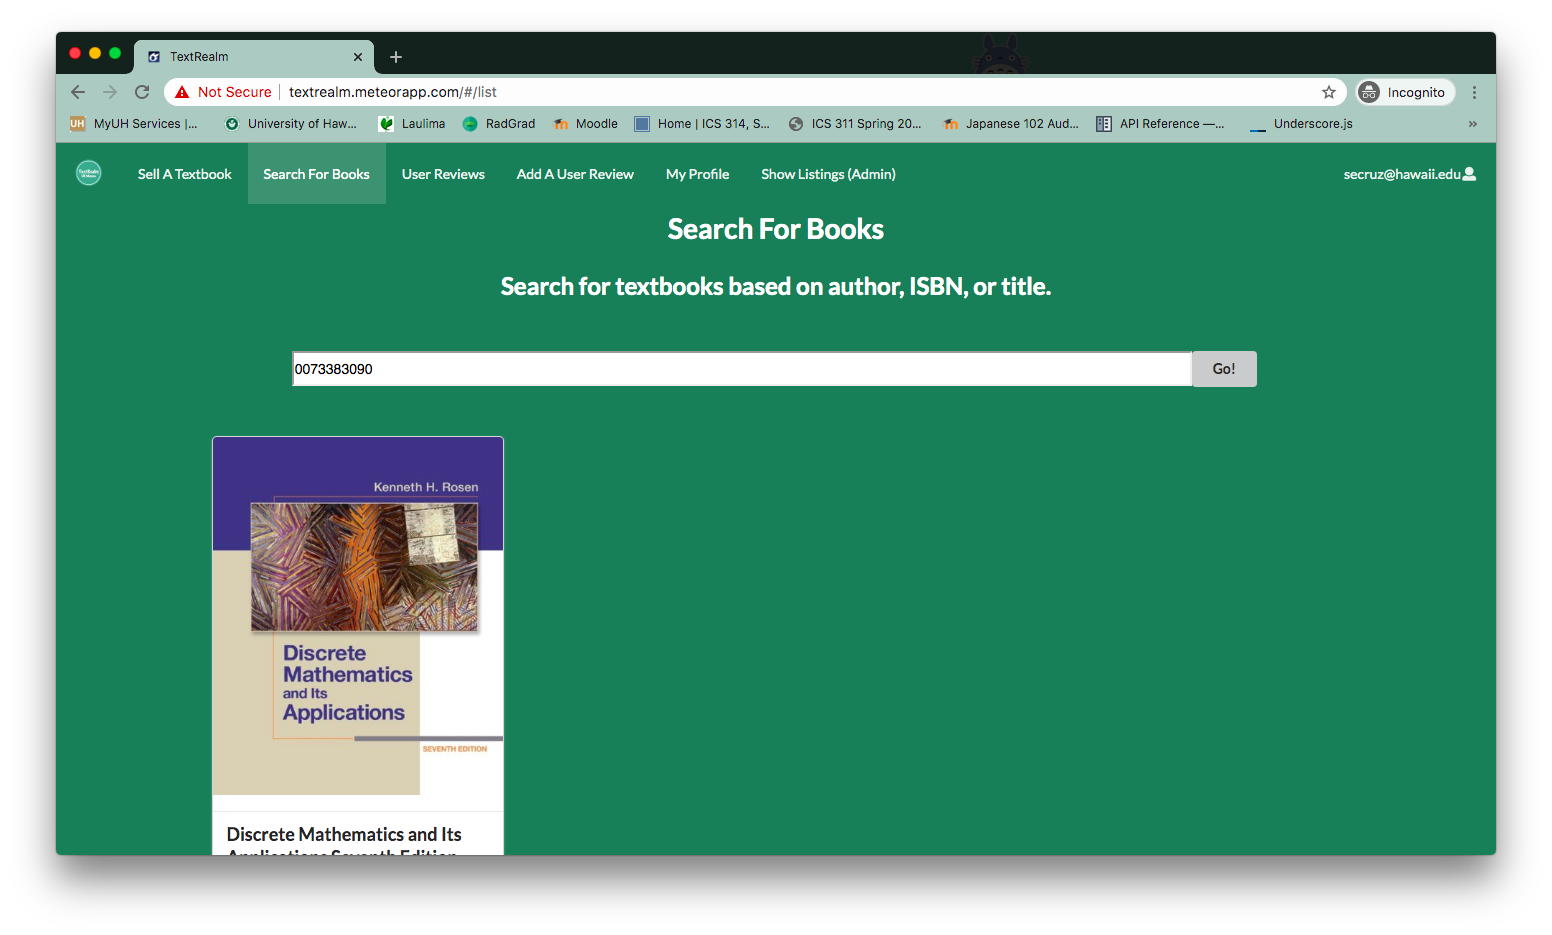 TextRealm
Not Secure | textrealm.meteorapp.com/#/list
Incognito
UH MyUH Services |... University of Haw... Laulima RadGrad Moodle Home | ICS 314, S... ICS 311 Spring 20... Japanese 102 Aud... API Reference —... Underscore.js »
Sell A Textbook Search For Books User Reviews Add A User Review My Profile Show Listings (Admin) secruz@hawaii.edu
Search For Books
Search for textbooks based on author, ISBN, or title.
0073383090 Go!
Kenneth H. Rosen
Discrete
Mathematics
and Its
Applications
SEVENTH EDITION
Discrete Mathematics and Its
Applications Seventh Edition